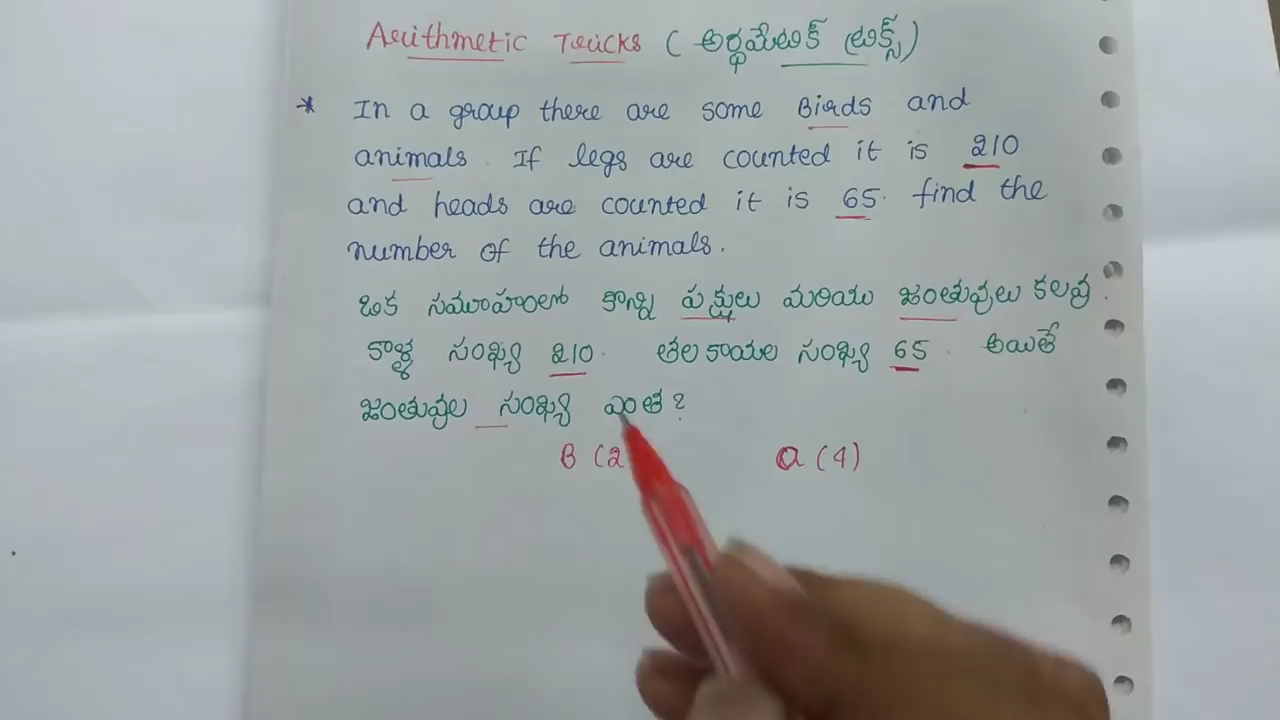 Arithmetic Tricks ( అర్థమేటిక్ ట్రిక్స్ )
* In a group there are some Birds and
animals. If legs are counted it is 210
and heads are counted it is 65. find the
number of the animals.
ఒక సమూహంలో కొన్ని పక్షులు మరియు జంతువులు కలవు.
కాళ్ళ సంఖ్య 210. తలకాయల సంఖ్య 65. అయితే
జంతువుల సంఖ్య ఎంత?
B (2 a (4)